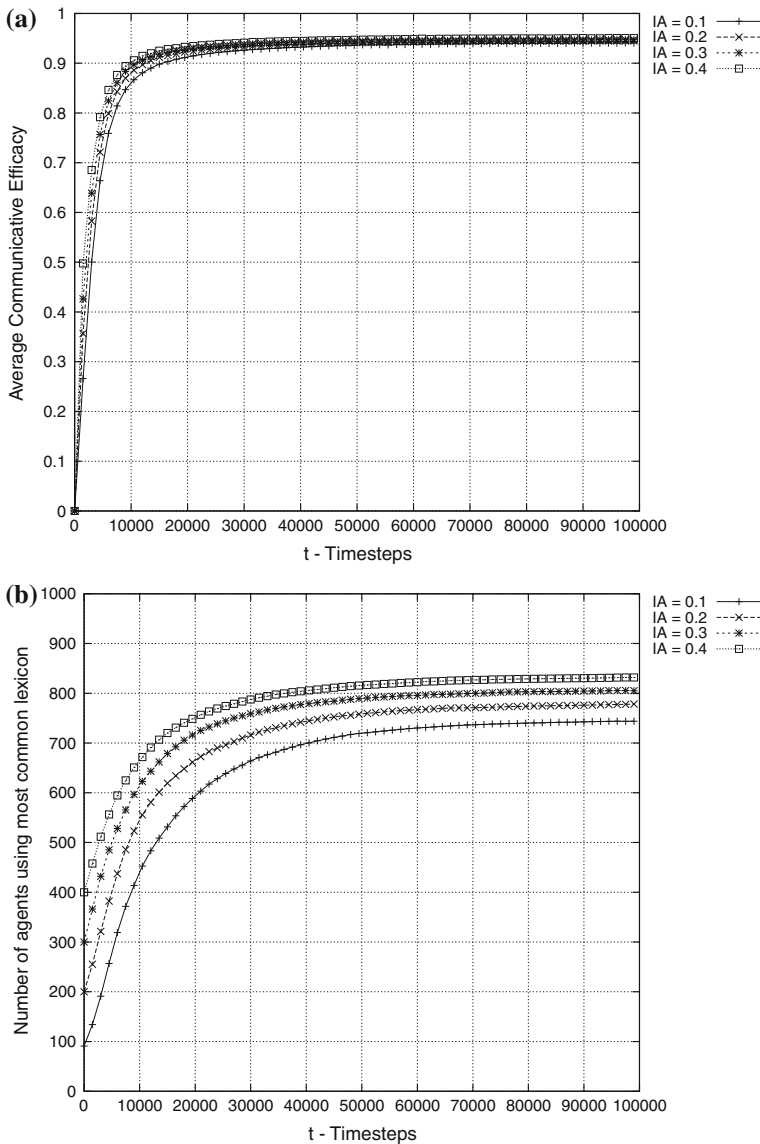 (a)
1
0.9
0.8
0.7
0.6
0.5
0.4
0.3
0.2
0.1
0
Average Communicative Efficacy
0 10000 20000 30000 40000 50000 60000 70000 80000 90000 100000
t - Timesteps
IA = 0.1
IA = 0.2
IA = 0.3
IA = 0.4
(b)
1000
900
800
700
600
500
400
300
200
100
0
Number of agents using most common lexicon
0 10000 20000 30000 40000 50000 60000 70000 80000 90000 100000
t - Timesteps
IA = 0.1
IA = 0.2
IA = 0.3
IA = 0.4